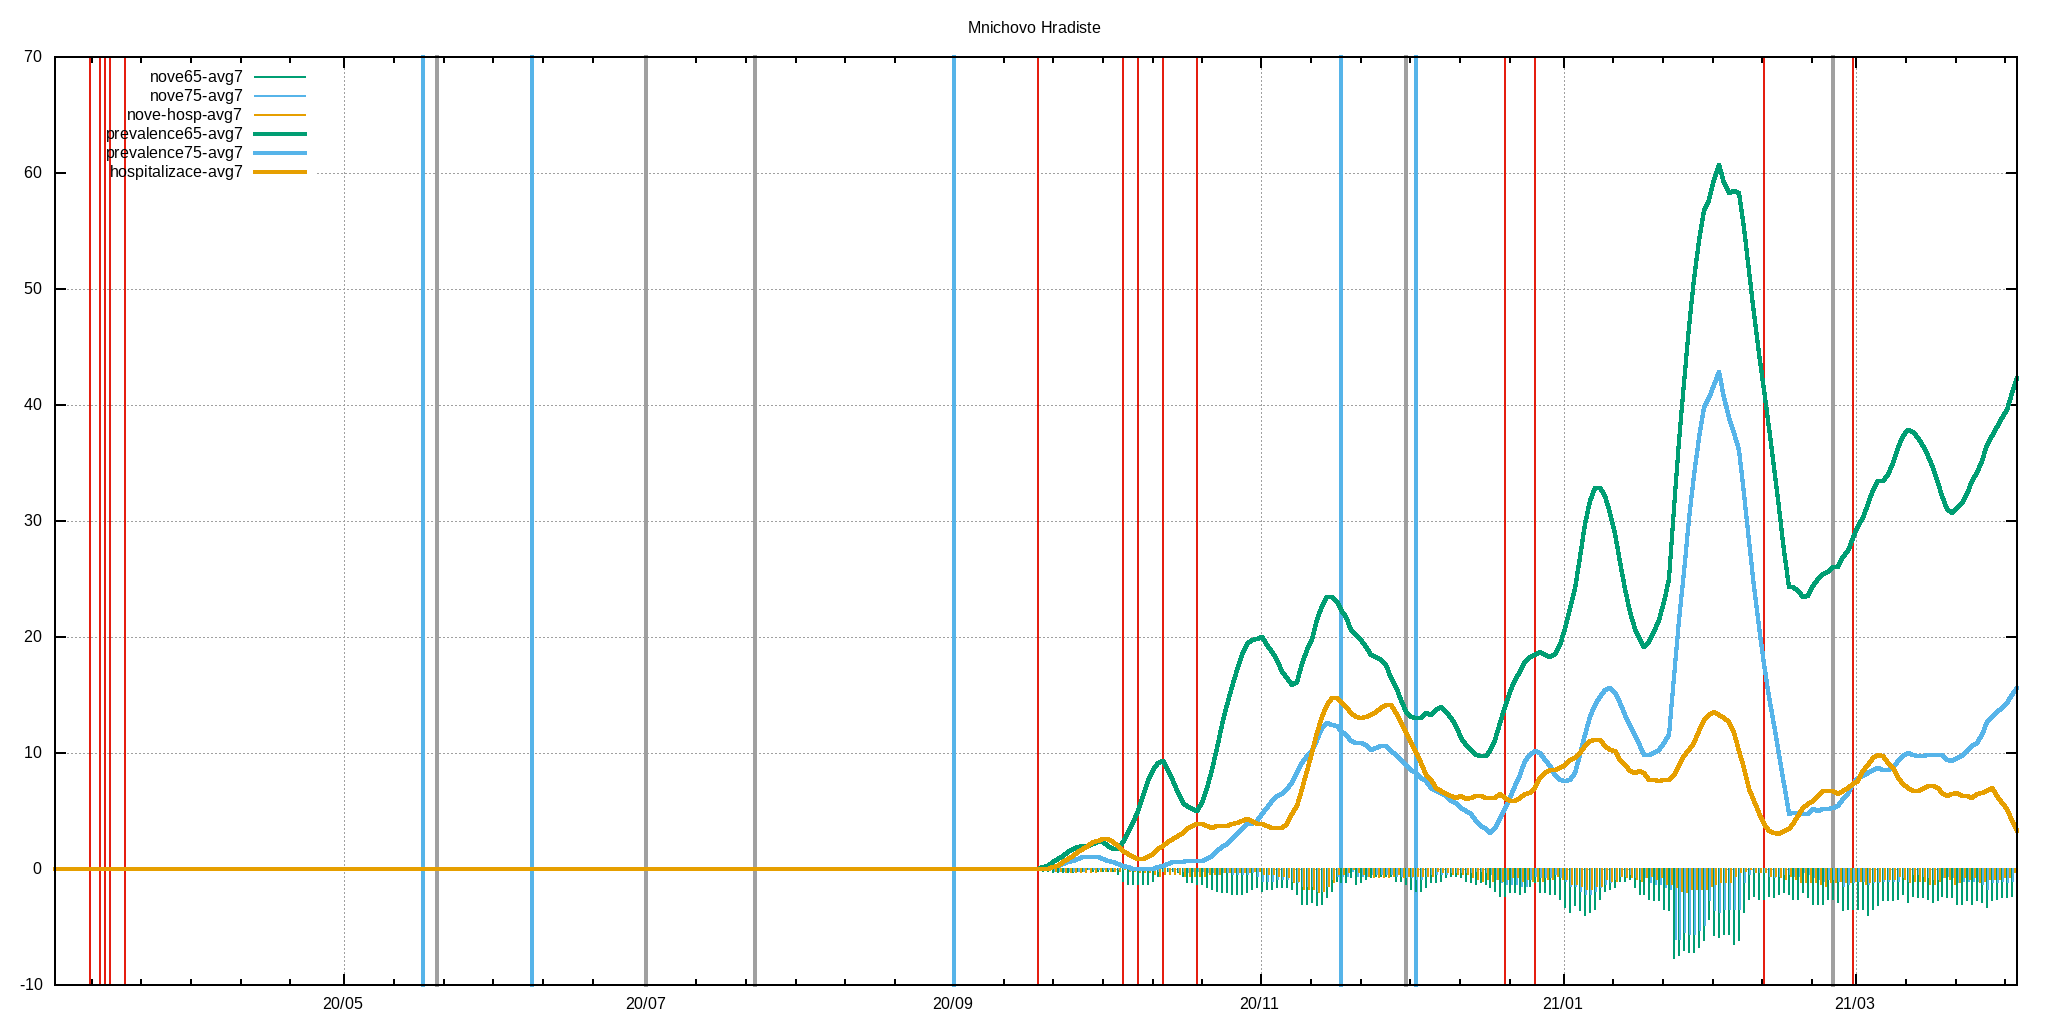 Mnichovo Hradiste
70
60
50
40
30
20
10
0
-10
nove65-avg7
nove75-avg7
nove-hosp-avg7
prevalence65-avg7
prevalence75-avg7
hospitalizace-avg7
20/05 20/07 20/09 20/11 21/01 21/03